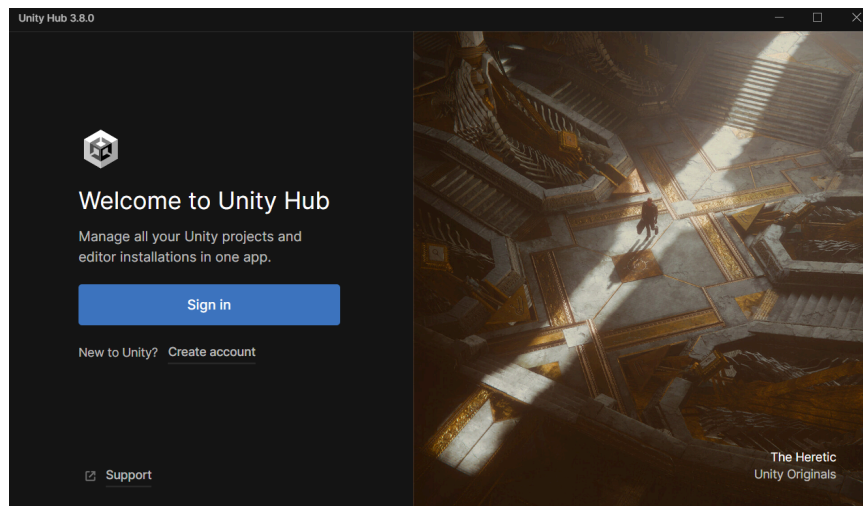 Unity Hub 3.8.0
Welcome to Unity Hub
Manage all your Unity projects and
editor installations in one app.
Sign in
New to Unity? Create account
Support
The Heretic
Unity Originals